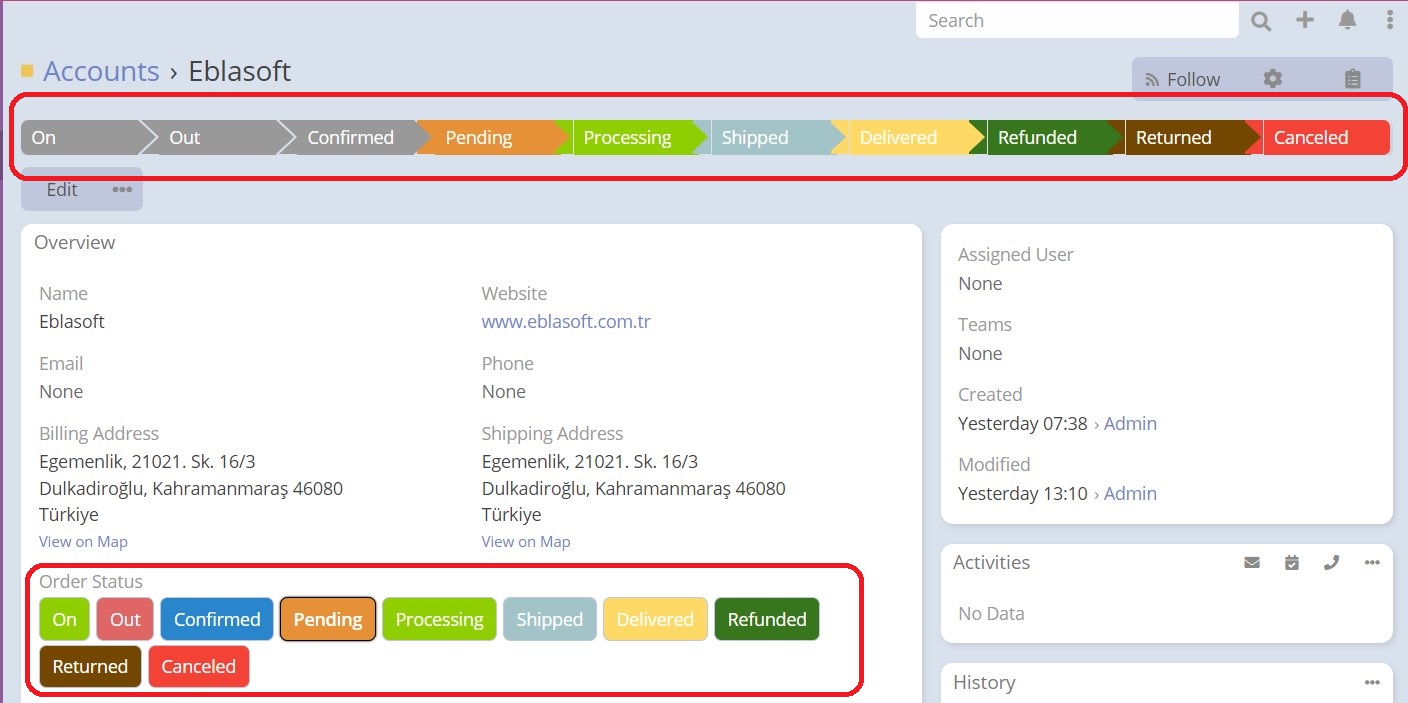 Search
Accounts › Eblasoft
Follow
On Out Confirmed Pending Processing Shipped Delivered Refunded Returned Canceled
Edit
Overview
Name
Eblasoft
Website
www.eblasoft.com.tr
Email
None
Phone
None
Billing Address
Egemenlik, 21021. Sk. 16/3
Dulkadiroğlu, Kahramanmaraş 46080
Türkiye
View on Map
Shipping Address
Egemenlik, 21021. Sk. 16/3
Dulkadiroğlu, Kahramanmaraş 46080
Türkiye
View on Map
Order Status
On Out Confirmed Pending Processing Shipped Delivered Refunded
Returned Canceled
Assigned User
None
Teams
None
Created
Yesterday 07:38 › Admin
Modified
Yesterday 13:10 › Admin
Activities
No Data
History